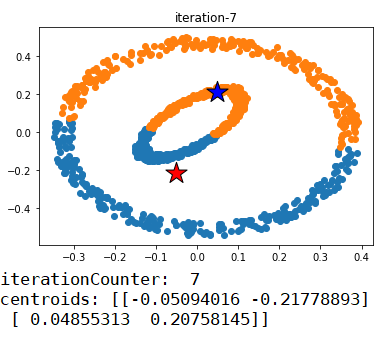 iteration-7
0.4
0.2
0.0
−0.2
−0.4
−0.3 −0.2 −0.1 0.0 0.1 0.2 0.3 0.4
iterationCounter:  7
centroids: [[-0.05094016 -0.21778893]
 [ 0.04855313  0.20758145]]